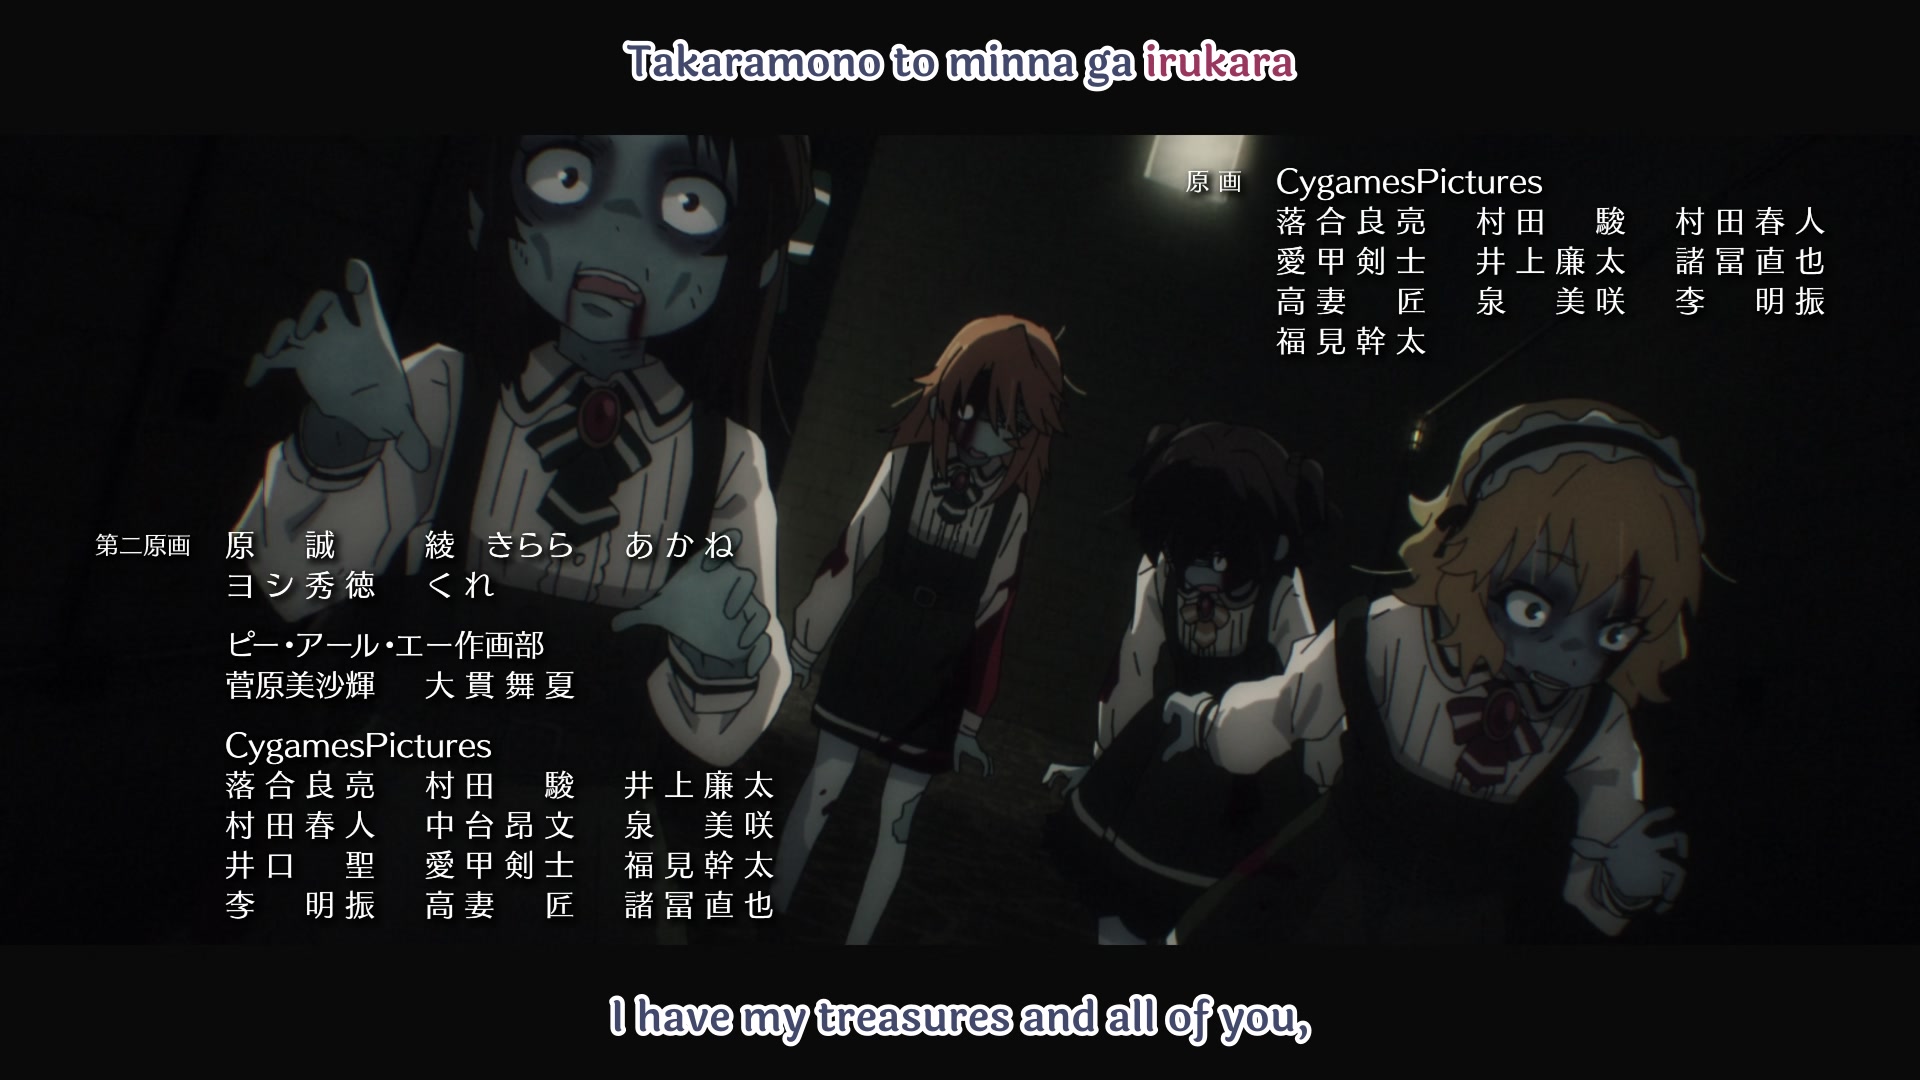 Takaramono to minna ga irukara
原画 CygamesPictures
落合良亮 村田 駿 村田春人
愛甲剣士 井上廉太 諸冨直也
高妻 匠 泉 美咲 李 明振
福見幹太
第二原画 原 誠 綾 さらら あかね
ヨシ秀徳 くれ
ピー・アール・エー作画部
菅原美沙輝 大貫舞夏
CygamesPictures
落合良亮 村田 駿 井上廉太
村田春人 中台昂文 泉 美咲
井口 聖 愛甲剣士 福見幹太
李 明振 高妻 匠 諸冨直也
I have my treasures and all of you,